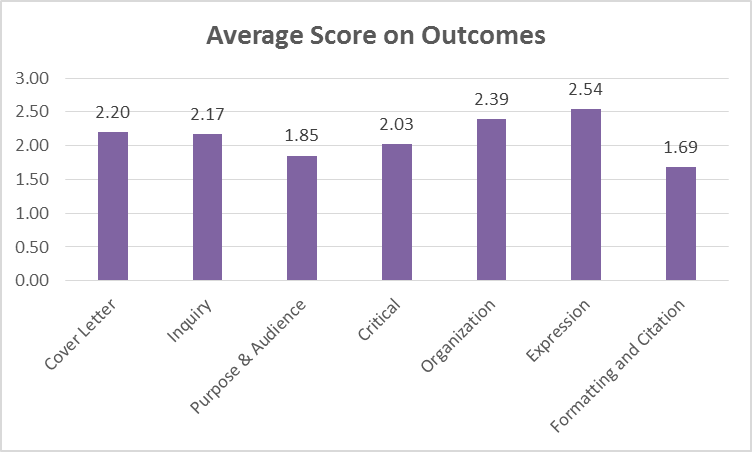 Average Score on Outcomes
3.00
2.50
2.00
1.50
1.00
0.50
0.00
2.20
2.17
1.85
2.03
2.39
2.54
1.69
Cover Letter
Inquiry
Purpose & Audience
Critical
Organization
Expression
Formatting and Citation